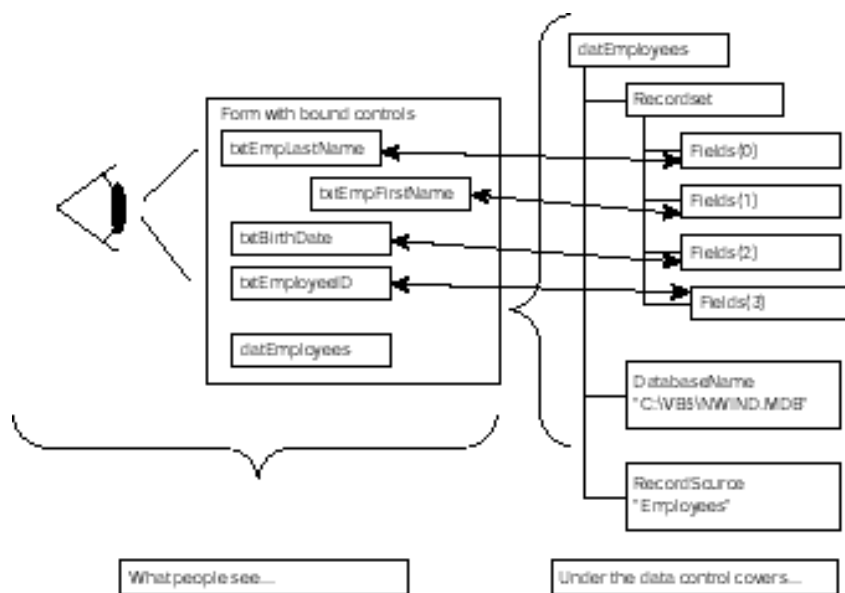 datEmployees
Recordset
Form with bound controls
txtEmpLastName
Fields(0)
txtEmpFirstName
Fields(1)
txtBirthDate
Fields(2)
txtEmployeeID
Fields(3)
datEmployees
DatabaseName
"C:\VB5\NWIND.MDB"
RecordSource
"Employees"
What people see...
Under the data control covers...